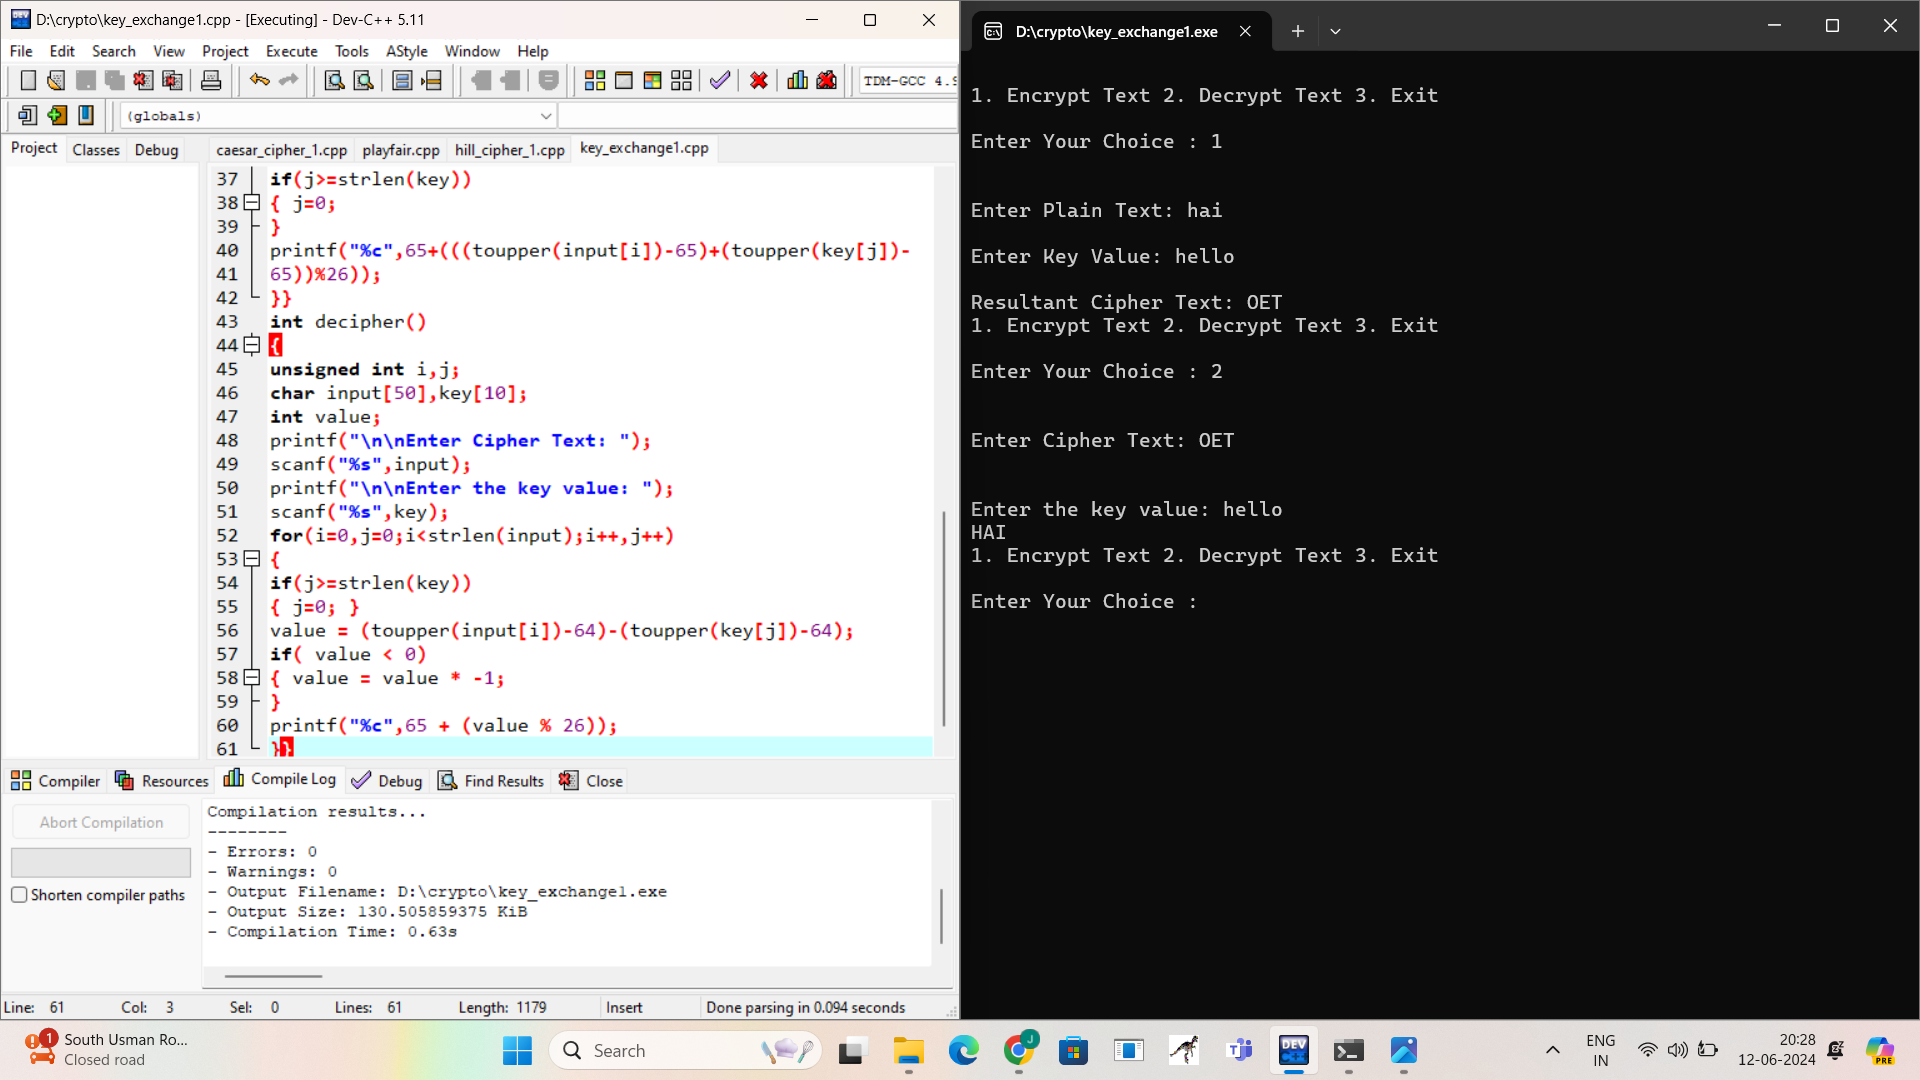 D:\crypto\key_exchange1.cpp - [Executing] - Dev-C++ 5.11
File Edit Search View Project Execute Tools AStyle Window Help
TDM-GCC 4.9
(globals)
Project Classes Debug
caesar_cipher_1.cpp playfair.cpp hill_cipher_1.cpp key_exchange1.cpp
37 if(j>=strlen(key))
38 { j=0;
39 }
40 printf("%c",65+(((toupper(input[i])-65)+(toupper(key[j])-
41 65))%26));
42 }}
43 int decipher()
44 {
45 unsigned int i,j;
46 char input[50],key[10];
47 int value;
48 printf("\n\nEnter Cipher Text: ");
49 scanf("%s",input);
50 printf("\n\nEnter the key value: ");
51 scanf("%s",key);
52 for(i=0,j=0;i<strlen(input);i++,j++)
53 {
54 if(j>=strlen(key))
55 { j=0; }
56 value = (toupper(input[i])-64)-(toupper(key[j])-64);
57 if( value < 0)
58 { value = value * -1;
59 }
60 printf("%c",65 + (value % 26));
61 }}
Compiler Resources Compile Log Debug Find Results Close
Abort Compilation
Shorten compiler paths
Compilation results...
--------
- Errors: 0
- Warnings: 0
- Output Filename: D:\crypto\key_exchange1.exe
- Output Size: 130.505859375 KiB
- Compilation Time: 0.63s
Line: 61 Col: 3 Sel: 0 Lines: 61 Length: 1179 Insert Done parsing in 0.094 seconds
D:\crypto\key_exchange1.exe
1. Encrypt Text 2. Decrypt Text 3. Exit
Enter Your Choice : 1
Enter Plain Text: hai
Enter Key Value: hello
Resultant Cipher Text: OET
1. Encrypt Text 2. Decrypt Text 3. Exit
Enter Your Choice : 2
Enter Cipher Text: OET
Enter the key value: hello
HAI
1. Encrypt Text 2. Decrypt Text 3. Exit
Enter Your Choice :
1
South Usman Ro...
Closed road
Search
J
DEV
C++
PRE
ENG
IN
20:28
12-06-2024